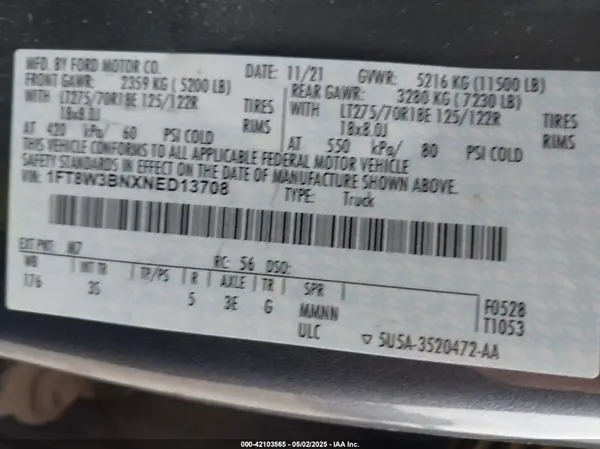 MFD. BY FORD MOTOR CO.
DATE: 11/21 GVWR: 5216 KG (11500 LB)
FRONT GAWR: 2359 KG (5200 LB) REAR GAWR: 3280 KG (7230 LB)
WITH LT275/70R18E 125/122R TIRES WITH LT275/70R18E 125/122R TIRES
18x8.0J RIMS 18x8.0J RIMS
AT 420 kPa/ 60 PSI COLD AT 550 kPa/ 80 PSI COLD
THIS VEHICLE CONFORMS TO ALL APPLICABLE FEDERAL MOTOR VEHICLE
SAFETY STANDARDS IN EFFECT ON THE DATE OF MANUFACTURE SHOWN ABOVE.
VIN: 1FT8W3BNXNED13708 TYPE: Truck
EXT PNT: M7 RC: 56 DSO:
WB INT TR TP/PS R AXLE TR SPR
176 3S 5 3E G MMNN F0528
ULC T1053
▽ 5U5A-3520472-AA
000-42103565 - 05/02/2025 - IAA Inc.